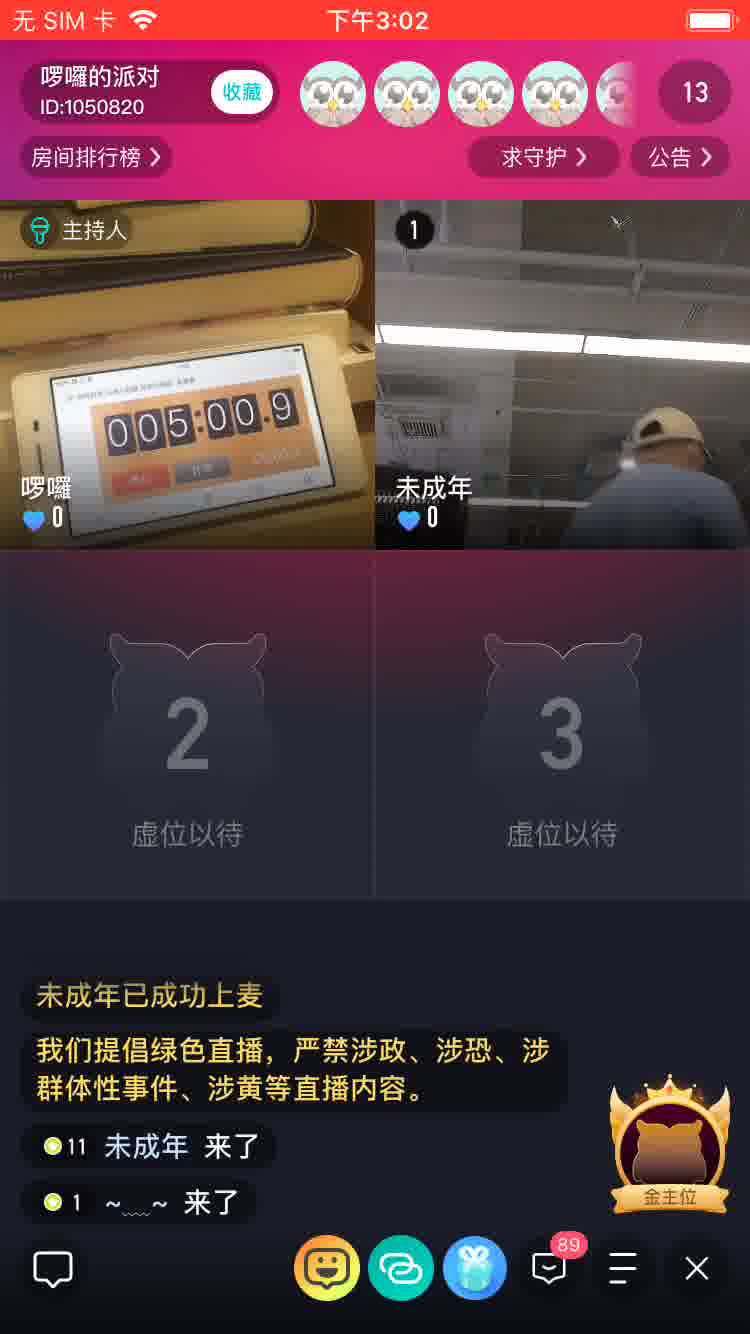 无 SIM 卡
下午3:02
啰囉的派对
ID:1050820
收藏
13
房间排行榜
求守护
公告
主持人
1
005:00.9
啰囉
0
未成年
0
2
虚位以待
3
虚位以待
未成年已成功上麦
我们提倡绿色直播，严禁涉政、涉恐、涉
群体性事件、涉黄等直播内容。
11 未成年 来了
1 ~﹏~ 来了
金主位
89